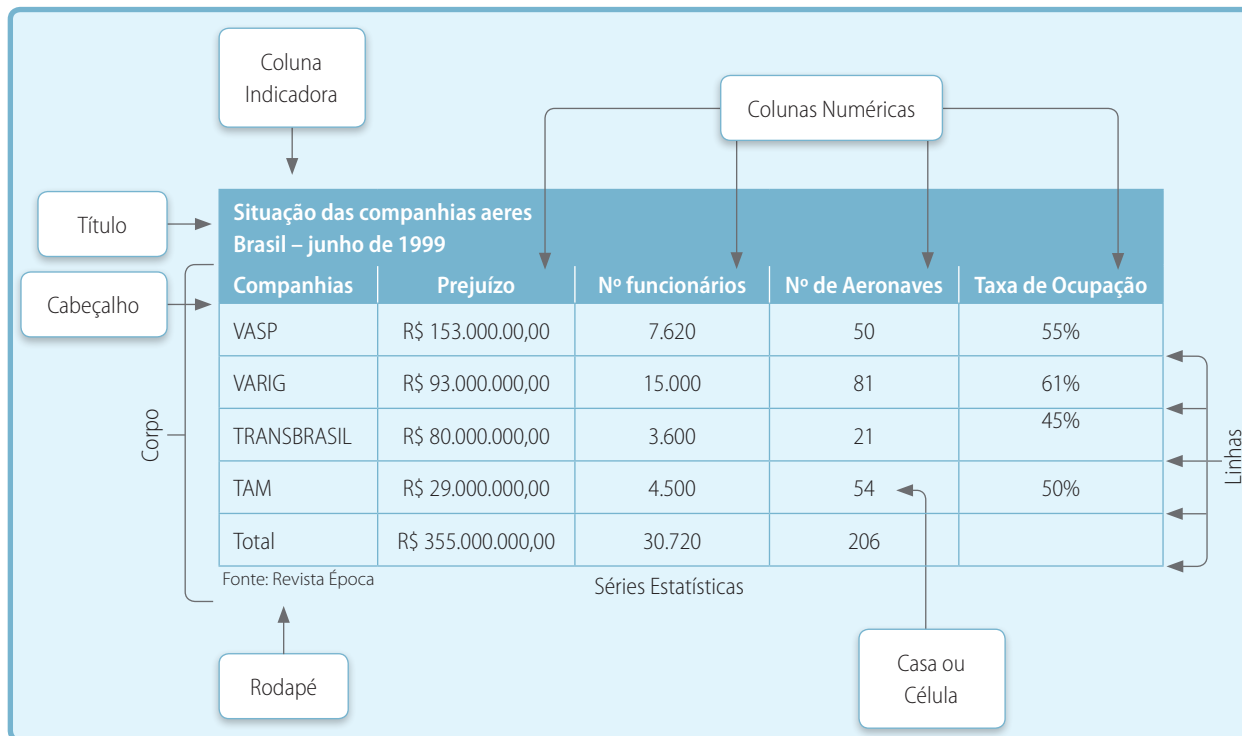 Coluna
Indicadora
Colunas Numéricas
Título
Situação das companhias aeres
Brasil – junho de 1999
Cabeçalho
Companhias Prejuízo Nº funcionários Nº de Aeronaves Taxa de Ocupação
VASP R$ 153.000.00,00 7.620 50 55%
VARIG R$ 93.000.000,00 15.000 81 61%
TRANSBRASIL R$ 80.000.000,00 3.600 21 45%
TAM R$ 29.000.000,00 4.500 54 50%
Total R$ 355.000.000,00 30.720 206
Corpo
Linhas
Fonte: Revista Época
Séries Estatísticas
Rodapé
Casa ou
Célula